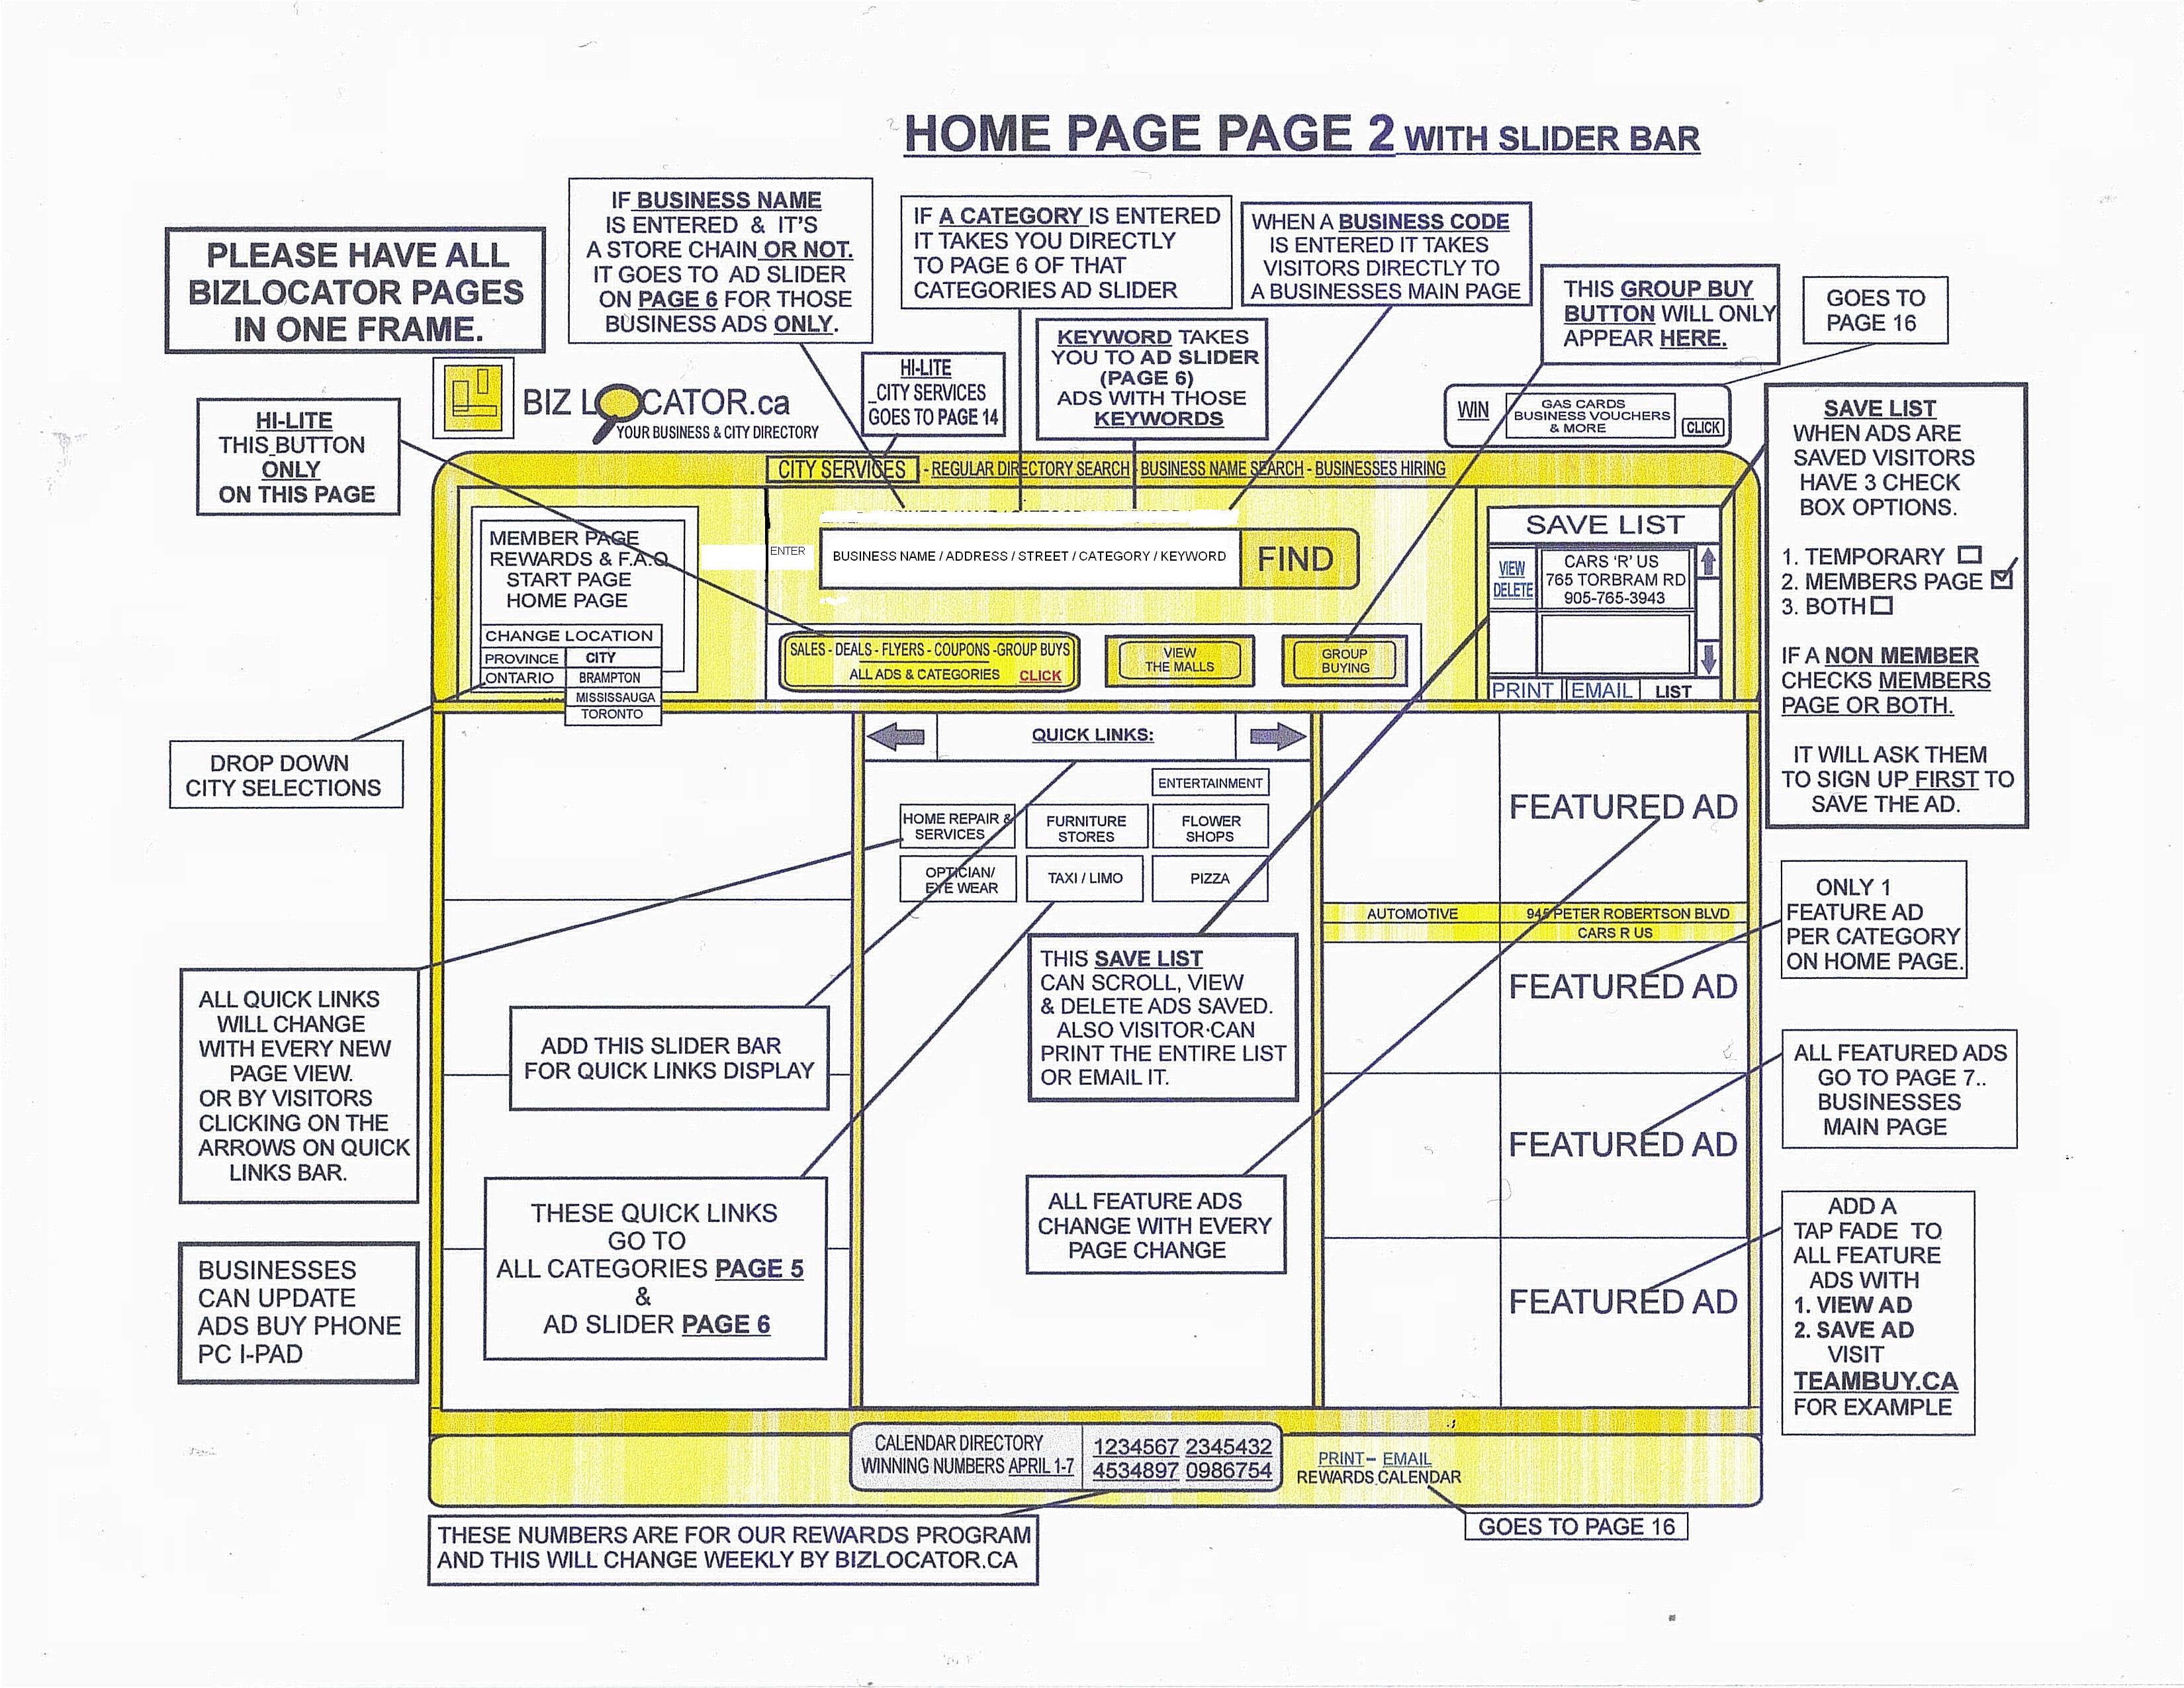 HOME PAGE PAGE 2 WITH SLIDER BAR
PLEASE HAVE ALL
BIZLOCATOR PAGES
IN ONE FRAME.
IF BUSINESS NAME
IS ENTERED & IT'S
A STORE CHAIN OR NOT.
IT GOES TO AD SLIDER
ON PAGE 6 FOR THOSE
BUSINESS ADS ONLY.
IF A CATEGORY IS ENTERED
IT TAKES YOU DIRECTLY
TO PAGE 6 OF THAT
CATEGORIES AD SLIDER
WHEN A BUSINESS CODE
IS ENTERED IT TAKES
VISITORS DIRECTLY TO
A BUSINESSES MAIN PAGE
THIS GROUP BUY
BUTTON WILL ONLY
APPEAR HERE.
GOES TO
PAGE 16
KEYWORD TAKES
YOU TO AD SLIDER
(PAGE 6)
ADS WITH THOSE
KEYWORDS
HI-LITE
CITY SERVICES
GOES TO PAGE 14
BIZ LOCATOR.ca
YOUR BUSINESS & CITY DIRECTORY
HI-LITE
THIS BUTTON
ONLY
ON THIS PAGE
WIN
GAS CARDS
BUSINESS VOUCHERS
& MORE
CLICK
SAVE LIST
WHEN ADS ARE
SAVED VISITORS
HAVE 3 CHECK
BOX OPTIONS.
1. TEMPORARY
2. MEMBERS PAGE
3. BOTH
IF A NON MEMBER
CHECKS MEMBERS
PAGE OR BOTH.
IT WILL ASK THEM
TO SIGN UP FIRST TO
SAVE THE AD.
CITY SERVICES - REGULAR DIRECTORY SEARCH - BUSINESS NAME SEARCH - BUSINESSES HIRING
MEMBER PAGE
REWARDS & F.A.Q
START PAGE
HOME PAGE
CHANGE LOCATION
PROVINCE CITY
ONTARIO BRAMPTON
MISSISSAUGA
TORONTO
ENTER
BUSINESS NAME / ADDRESS / STREET / CATEGORY / KEYWORD
FIND
SALES - DEALS - FLYERS - COUPONS -GROUP BUYS
ALL ADS & CATEGORIES CLICK
VIEW
THE MALLS
GROUP
BUYING
SAVE LIST
VIEW
DELETE
CARS 'R' US
765 TORBRAM RD
905-765-3943
PRINT EMAIL LIST
DROP DOWN
CITY SELECTIONS
QUICK LINKS:
ENTERTAINMENT
HOME REPAIR &
SERVICES
FURNITURE
STORES
FLOWER
SHOPS
OPTICIAN/
EYE WEAR
TAXI / LIMO
PIZZA
FEATURED AD
AUTOMOTIVE 945 PETER ROBERTSON BLVD
CARS R US
FEATURED AD
FEATURED AD
FEATURED AD
ONLY 1
FEATURE AD
PER CATEGORY
ON HOME PAGE.
ALL FEATURED ADS
GO TO PAGE 7..
BUSINESSES
MAIN PAGE
ADD A
TAP FADE TO
ALL FEATURE
ADS WITH
1. VIEW AD
2. SAVE AD
VISIT
TEAMBUY.CA
FOR EXAMPLE
ALL QUICK LINKS
WILL CHANGE
WITH EVERY NEW
PAGE VIEW.
OR BY VISITORS
CLICKING ON THE
ARROWS ON QUICK
LINKS BAR.
ADD THIS SLIDER BAR
FOR QUICK LINKS DISPLAY
THIS SAVE LIST
CAN SCROLL, VIEW
& DELETE ADS SAVED.
ALSO VISITOR CAN
PRINT THE ENTIRE LIST
OR EMAIL IT.
THESE QUICK LINKS
GO TO
ALL CATEGORIES PAGE 5
&
AD SLIDER PAGE 6
ALL FEATURE ADS
CHANGE WITH EVERY
PAGE CHANGE
BUSINESSES
CAN UPDATE
ADS BUY PHONE
PC I-PAD
CALENDAR DIRECTORY
WINNING NUMBERS APRIL 1-7
1234567 2345432
4534897 0986754
PRINT - EMAIL
REWARDS CALENDAR
GOES TO PAGE 16
THESE NUMBERS ARE FOR OUR REWARDS PROGRAM
AND THIS WILL CHANGE WEEKLY BY BIZLOCATOR.CA